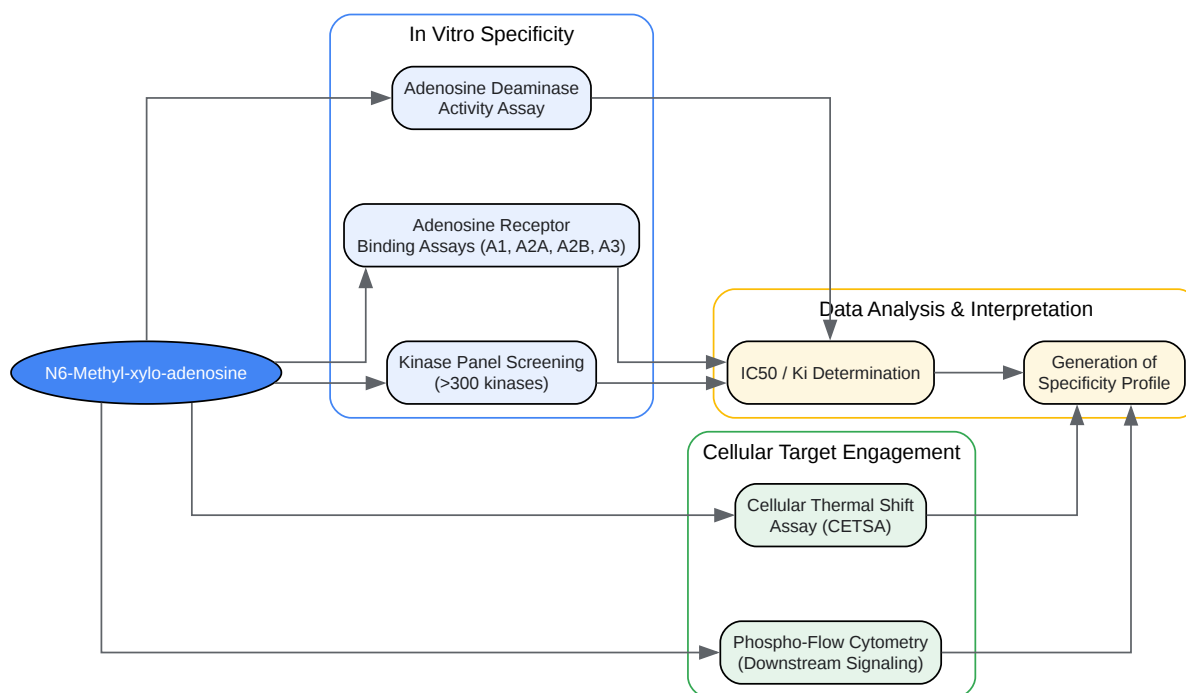 In Vitro Specificity
Adenosine Deaminase
Activity Assay
Adenosine Receptor
Binding Assays (A1, A2A, A2B, A3)
Data Analysis & Interpretation
N6-Methyl-xylo-adenosine
Kinase Panel Screening
(>300 kinases)
IC50 / Ki Determination
Generation of
Specificity Profile
Cellular Target Engagement
Cellular Thermal Shift
Assay (CETSA)
Phospho-Flow Cytometry
(Downstream Signaling)